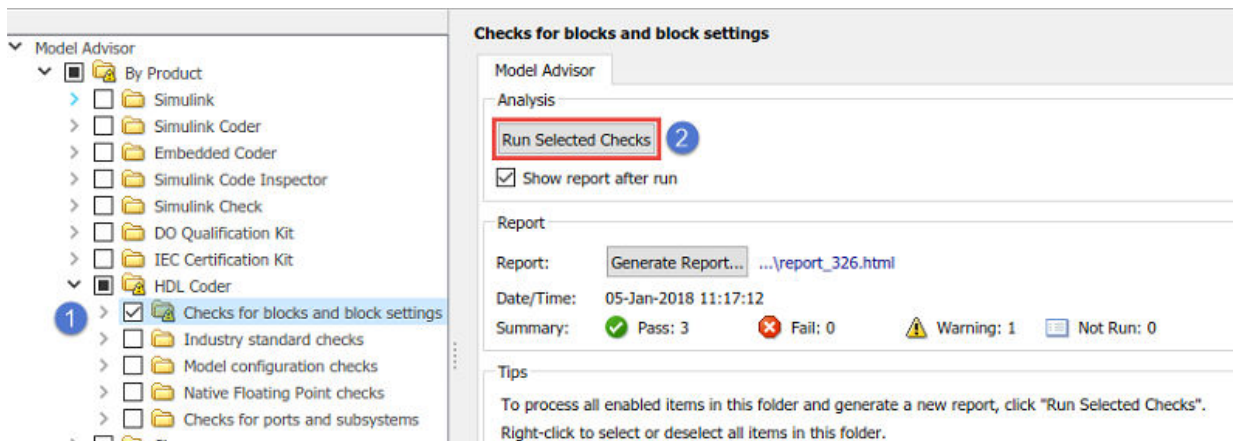 Model Advisor
By Product
Simulink
Simulink Coder
Embedded Coder
Simulink Code Inspector
Simulink Check
DO Qualification Kit
IEC Certification Kit
HDL Coder
1
Checks for blocks and block settings
Industry standard checks
Model configuration checks
Native Floating Point checks
Checks for ports and subsystems
Checks for blocks and block settings
Model Advisor
Analysis
Run Selected Checks 2
Show report after run
Report
Report: Generate Report... ...\report_326.html
Date/Time: 05-Jan-2018 11:17:12
Summary: Pass: 3 Fail: 0 Warning: 1 Not Run: 0
Tips
To process all enabled items in this folder and generate a new report, click "Run Selected Checks".
Right-click to select or deselect all items in this folder.